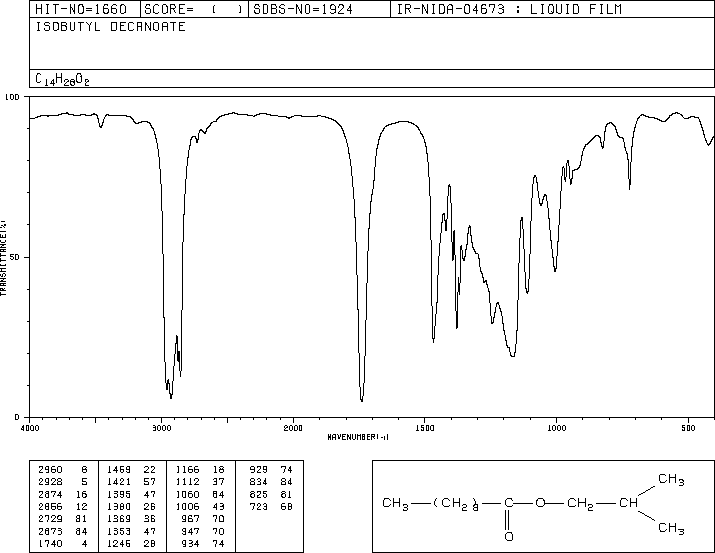 HIT-NO=1660 SCORE= ( ) SDBS-NO=1924 IR-NIDA-04673 : LIQUID FILM
ISOBUTYL DECANOATE
C14H28O2
100
50
0
TRANSMITTANCE(%)
4000 3000 2000 1500 1000 500
WAVENUMBER(-1)
2960 6 1469 22 1166 18 929 74
2928 5 1421 57 1112 37 834 84
2874 16 1395 47 1060 64 825 81
2856 12 1380 26 1006 43 723 68
2729 81 1369 36 967 70
2673 84 1353 47 947 70
1740 4 1246 28 934 74
CH3
CH3 (CH2)8 C O CH2 CH
O
CH3